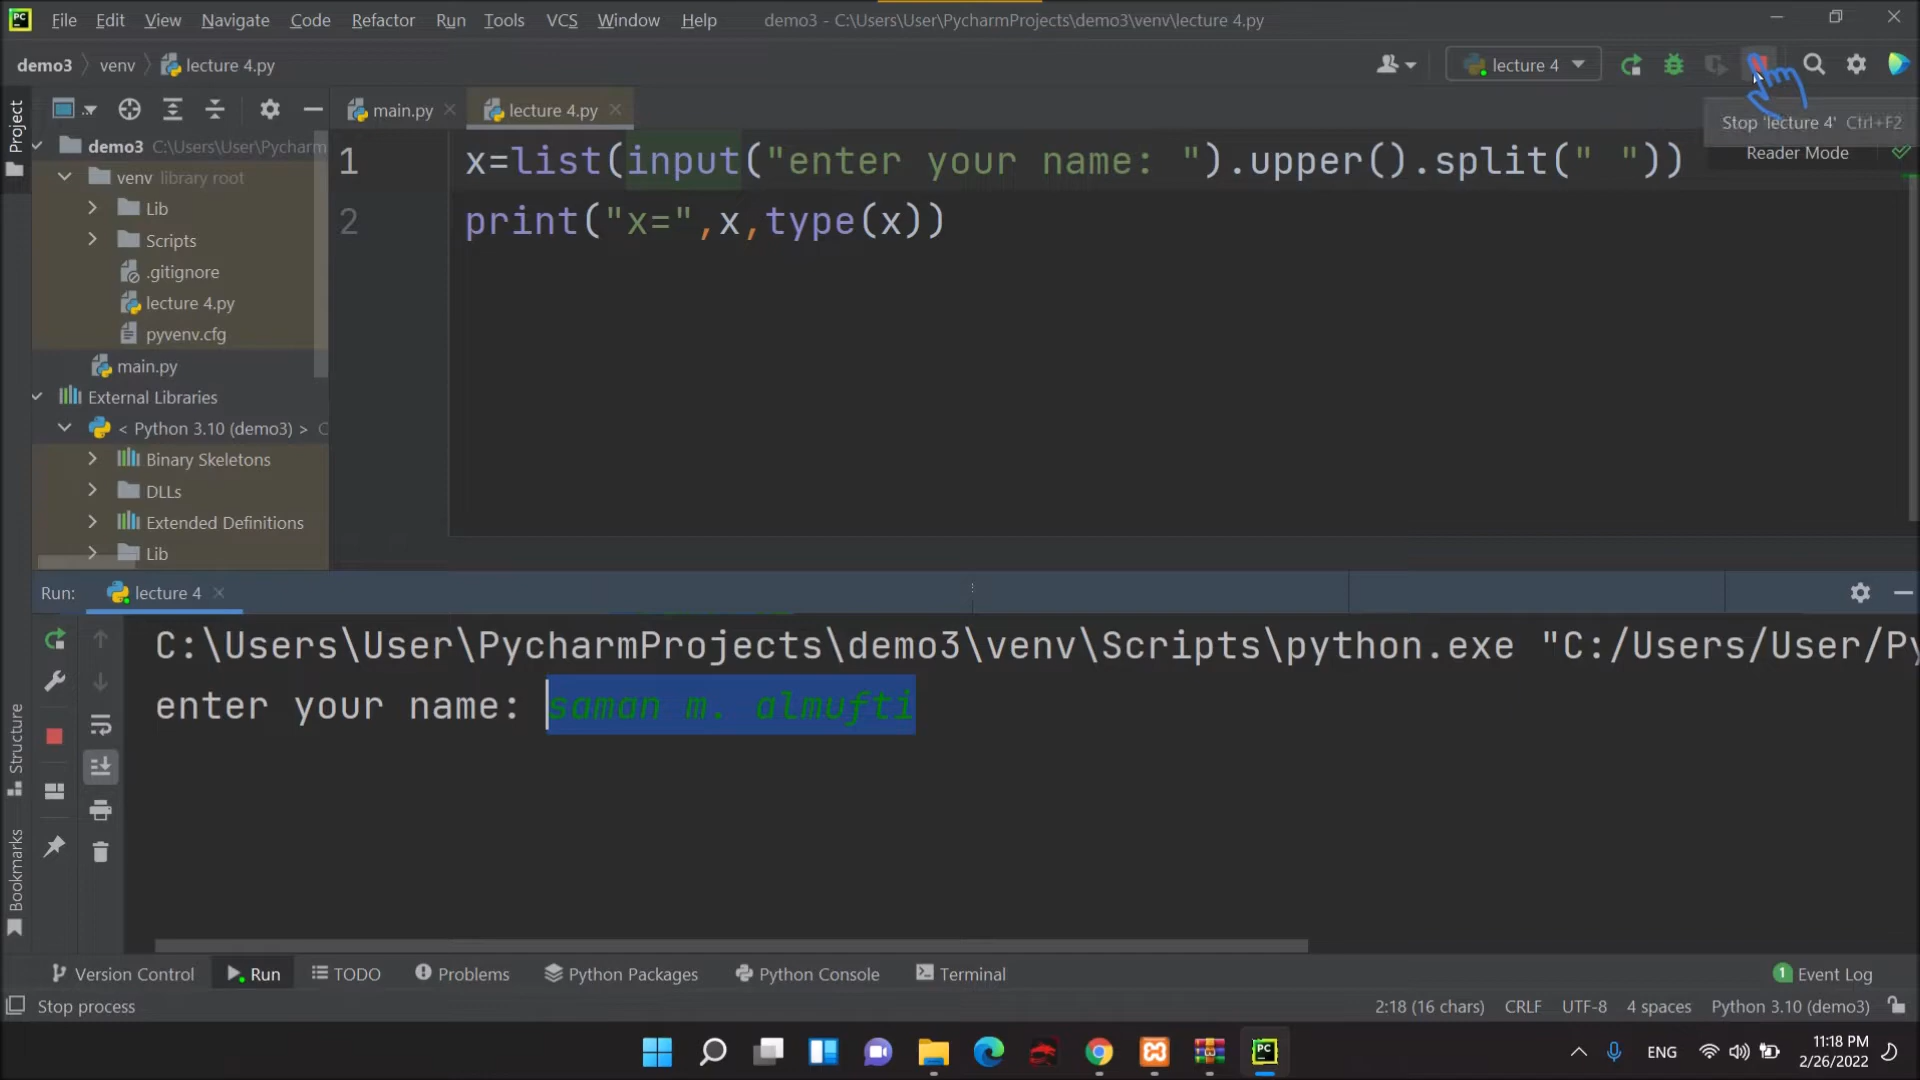 File Edit View Navigate Code Refactor Run Tools VCS Window Help demo3 - C:\Users\User\PycharmProjects\demo3\venv\lecture 4.py
demo3 venv lecture 4.py
lecture 4
Stop 'lecture 4' Ctrl+F2
Reader Mode
Project
demo3 C:\Users\User\Pycharm
venv library root
Lib
Scripts
.gitignore
lecture 4.py
pyvenv.cfg
main.py
External Libraries
< Python 3.10 (demo3) > C
Binary Skeletons
DLLs
Extended Definitions
Lib
main.py lecture 4.py
1 x=list(input("enter your name: ").upper().split(" "))
2 print("x=",x,type(x))
Run: lecture 4
C:\Users\User\PycharmProjects\demo3\venv\Scripts\python.exe "C:/Users/User/Py
enter your name: saman m. almufti
Structure
Bookmarks
Version Control Run TODO Problems Python Packages Python Console Terminal 1 Event Log
Stop process 2:18 (16 chars) CRLF UTF-8 4 spaces Python 3.10 (demo3)
PC
ENG
11:18 PM
2/26/2022